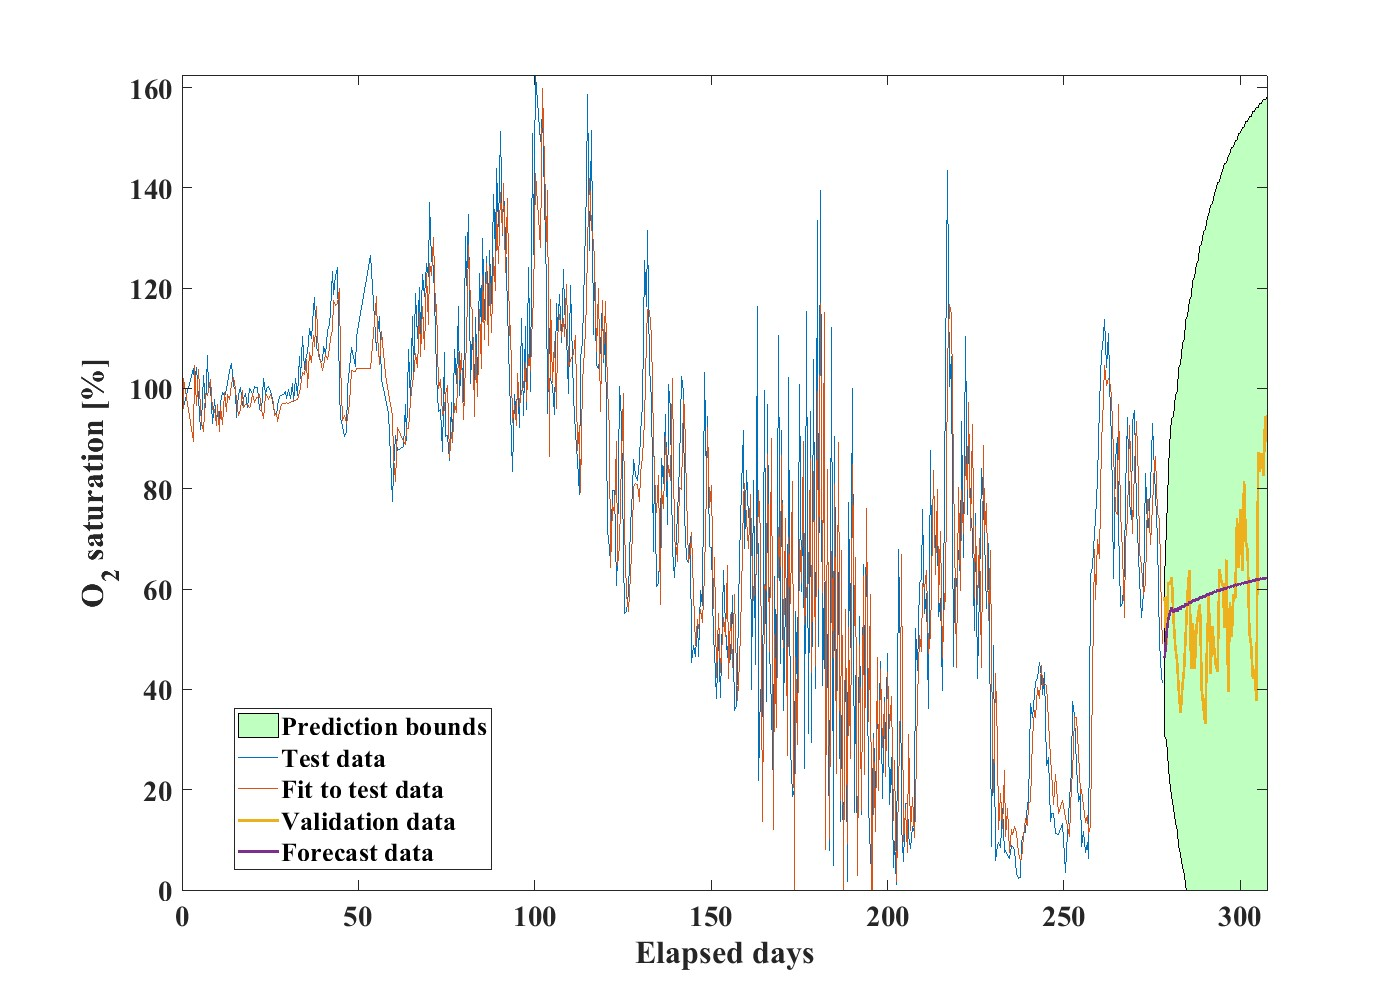 160
140
120
100
80
60
40
20
0
O2 saturation [%]
Prediction bounds
Test data
Fit to test data
Validation data
Forecast data
0 50 100 150 200 250 300
Elapsed days